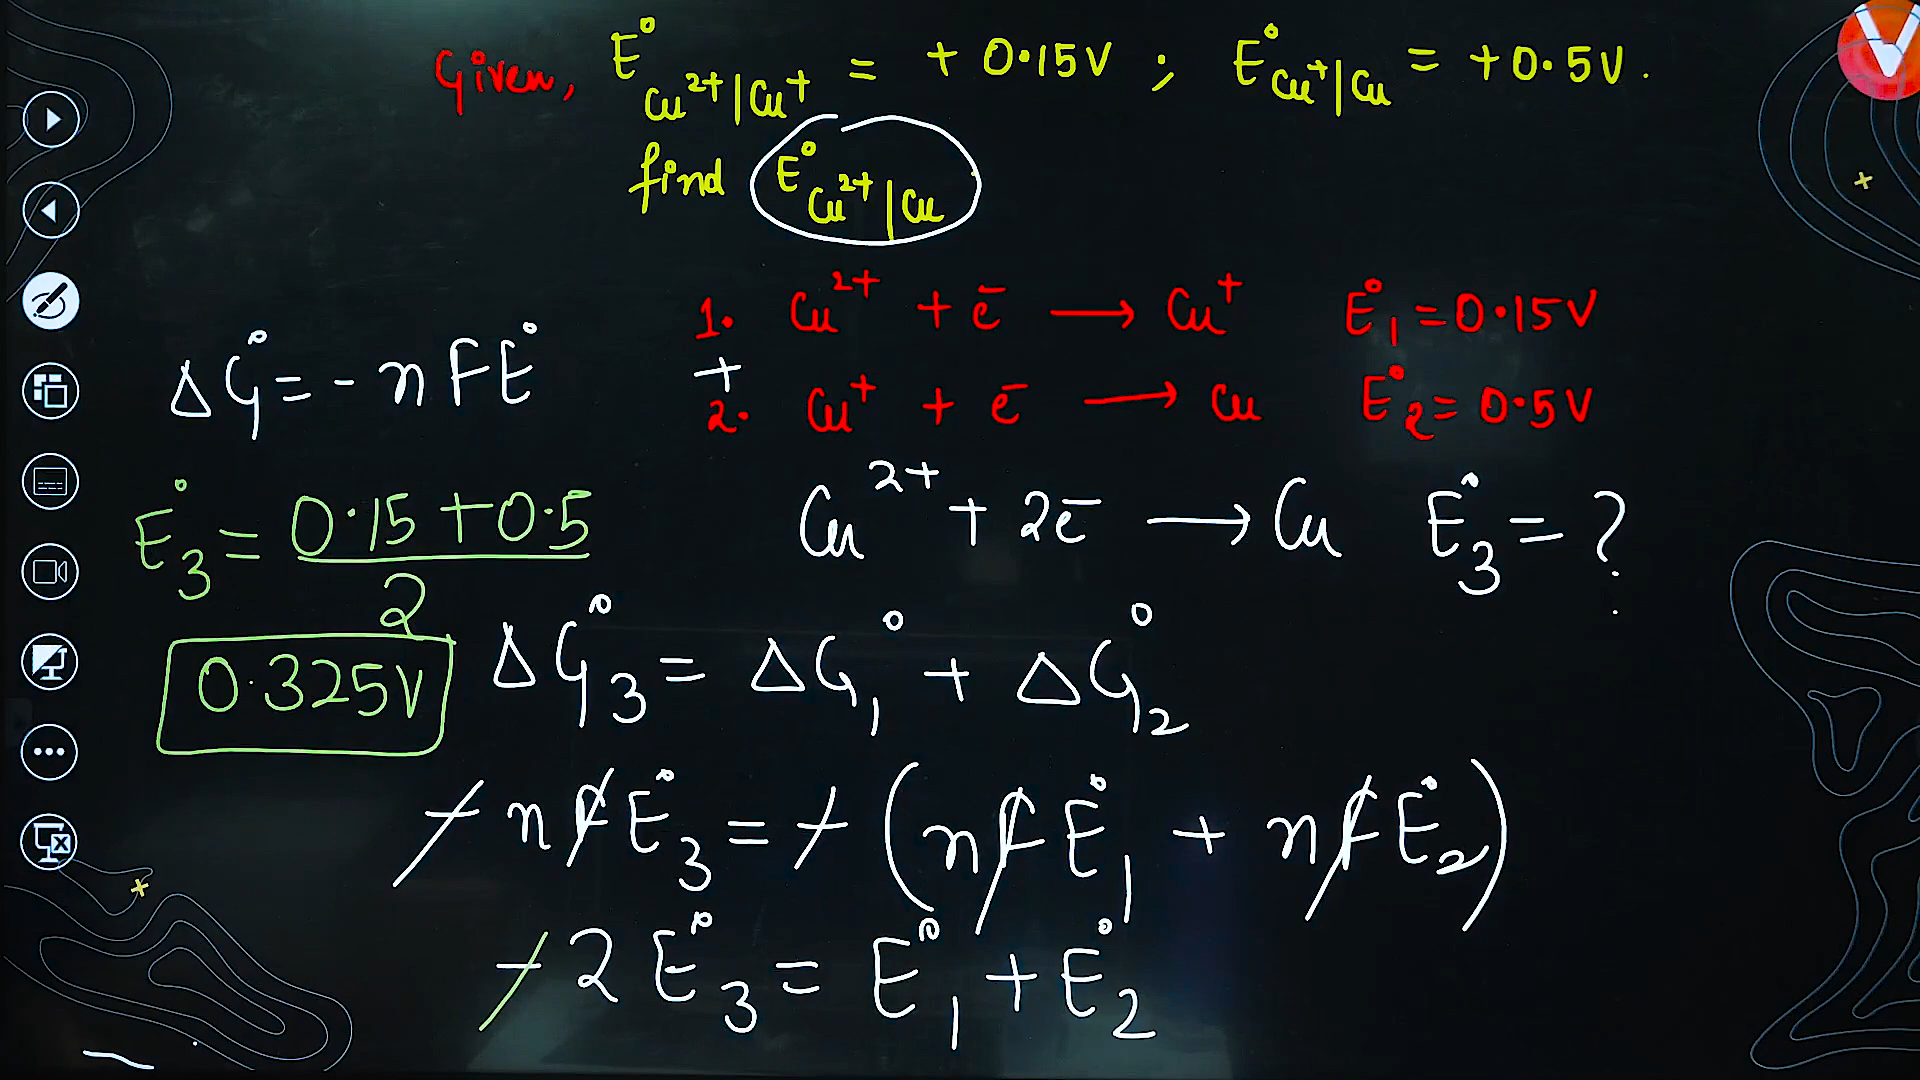 Given, E° Cu²⁺|Cu⁺ = + 0.15V ; E° Cu⁺|Cu = +0.5V.
find E° Cu²⁺|Cu
1. Cu²⁺ + e⁻ → Cu⁺ E°₁ = 0.15V
+
2. Cu⁺ + e⁻ → Cu E°₂ = 0.5V
ΔG° = - nFE°
Cu²⁺ + 2e⁻ → Cu E°₃ = ?
E°₃ = 0.15 + 0.5 / 2
0.325V
ΔG°₃ = ΔG°₁ + ΔG°₂
- nFE°₃ = - (nFE°₁ + nFE°₂)
- 2E°₃ = E°₁ + E°₂